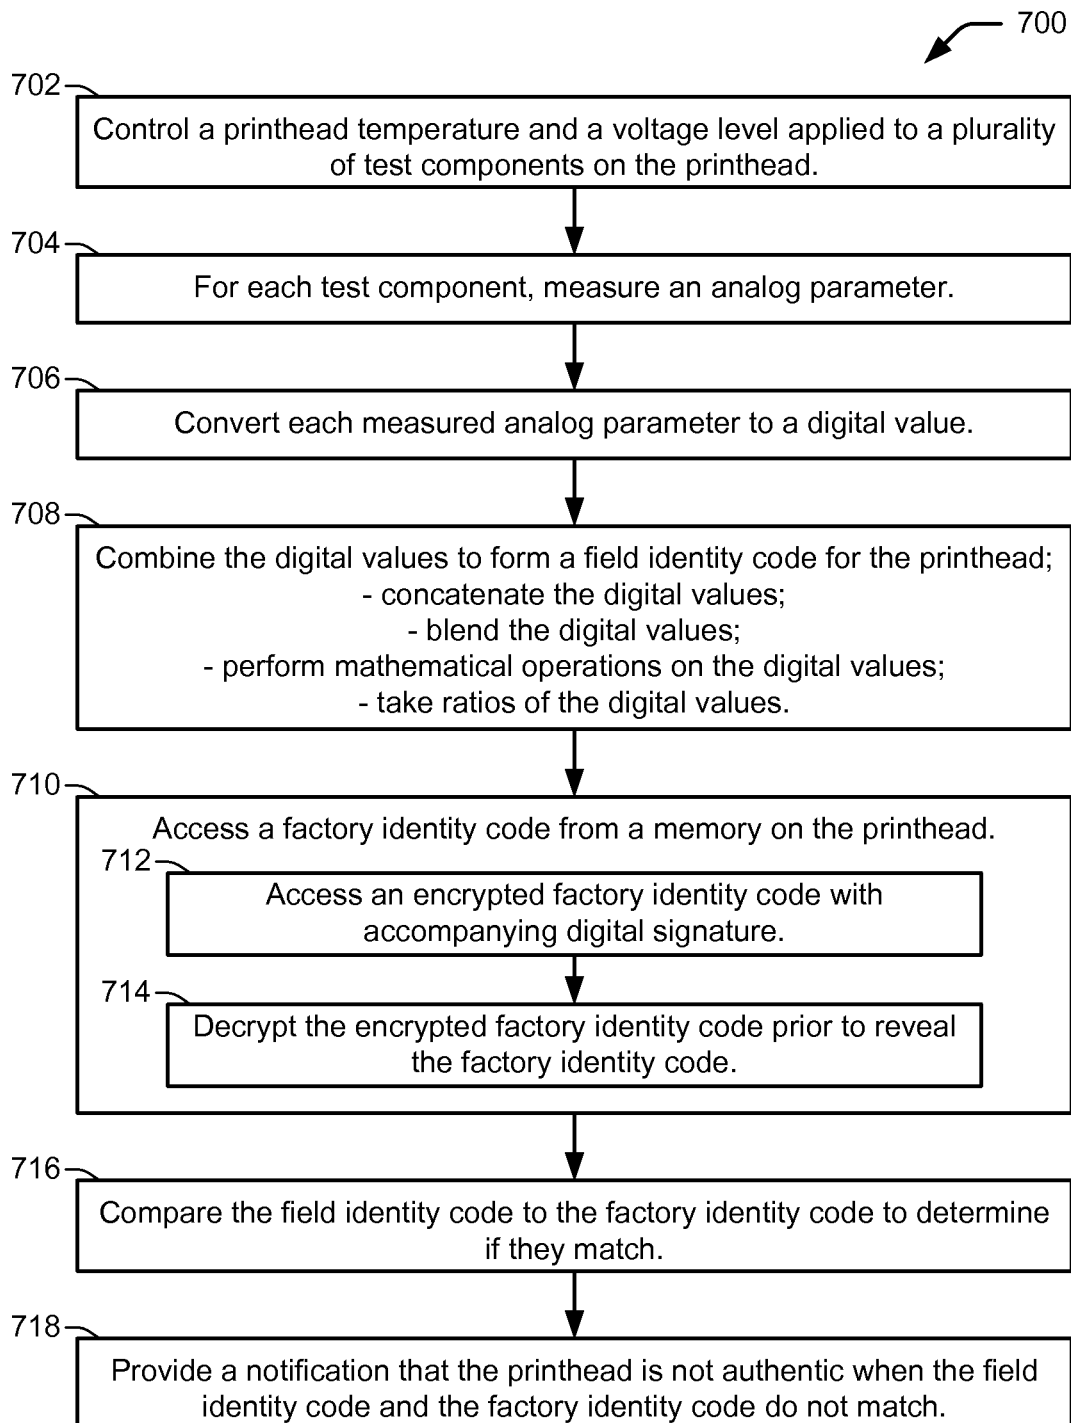 700
702
Control a printhead temperature and a voltage level applied to a plurality
of test components on the printhead.
704
For each test component, measure an analog parameter.
706
Convert each measured analog parameter to a digital value.
708
Combine the digital values to form a field identity code for the printhead;
- concatenate the digital values;
- blend the digital values;
- perform mathematical operations on the digital values;
- take ratios of the digital values.
710
Access a factory identity code from a memory on the printhead.
712
Access an encrypted factory identity code with
accompanying digital signature.
714
Decrypt the encrypted factory identity code prior to reveal
the factory identity code.
716
Compare the field identity code to the factory identity code to determine
if they match.
718
Provide a notification that the printhead is not authentic when the field
identity code and the factory identity code do not match.